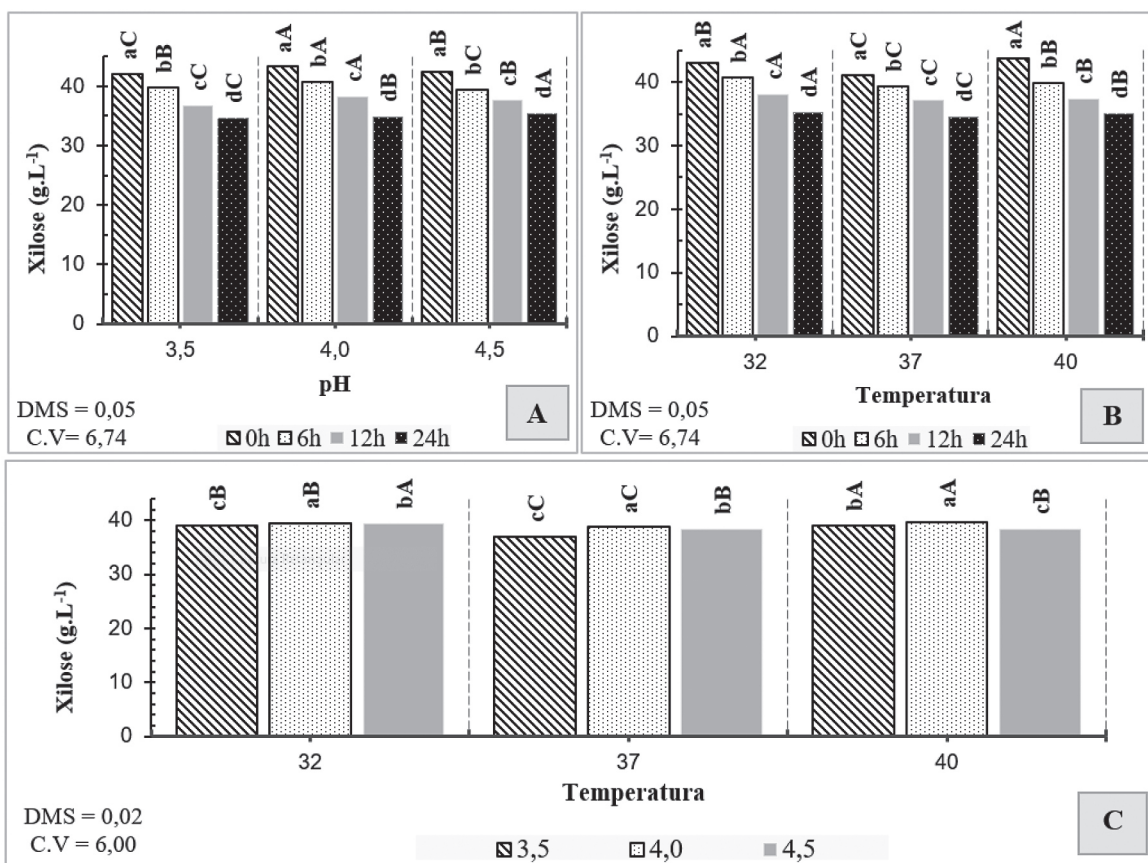 aC bB cC dC aA bA cA dB aB bC cB dA
Xilose (g.L⁻¹)
40
30
20
10
0
3,5 4,0 4,5
pH
DMS = 0,05
C.V= 6,74
0h 6h 12h 24h
A
aB bA cA dA aC bC cC dC aA bB cB dB
Xilose (g.L⁻¹)
40
30
20
10
0
32 37 40
Temperatura
DMS = 0,05
C.V= 6,74
0h 6h 12h 24h
B
cB aB bA cC aC bB bA aA cB
Xilose (g.L⁻¹)
40
30
20
10
0
32 37 40
Temperatura
DMS = 0,02
C.V = 6,00
3,5 4,0 4,5
C